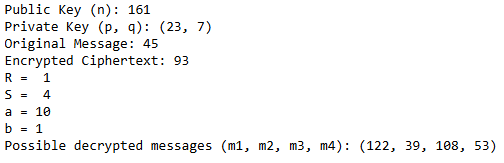 Public Key (n): 161
Private Key (p, q): (23, 7)
Original Message: 45
Encrypted Ciphertext: 93
R =  1
S =  4
a = 10
b = 1
Possible decrypted messages (m1, m2, m3, m4): (122, 39, 108, 53)